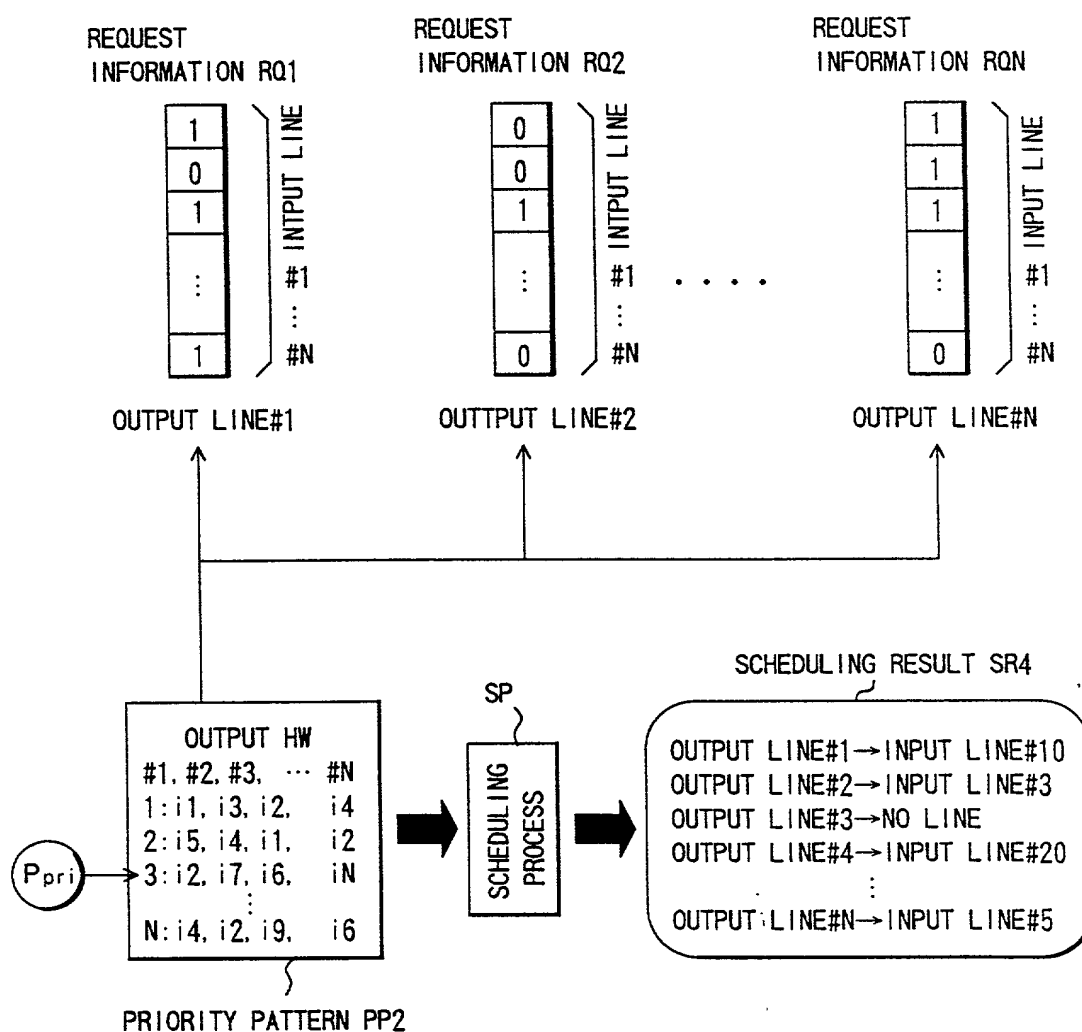 REQUEST
INFORMATION RQ1
1
0
1
⋮
1
INTPUT LINE
#1
⋮
#N
OUTPUT LINE#1
REQUEST
INFORMATION RQ2
0
0
1
⋮
0
INTPUT LINE
#1
⋮
#N
OUTTPUT LINE#2
. . . .
REQUEST
INFORMATION RQN
1
1
1
⋮
0
INPUT LINE
#1
⋮
#N
OUTPUT LINE#N
Ppri
OUTPUT HW
#1, #2, #3, ⋯ #N
1:i1, i3, i2, i4
2:i5, i4, i1, i2
3:i2, i7, i6, iN
⋮
N:i4, i2, i9, i6
PRIORITY PATTERN PP2
SP
SCHEDULING
PROCESS
SCHEDULING RESULT SR4
OUTPUT LINE#1→INPUT LINE#10
OUTPUT LINE#2→INPUT LINE#3
OUTPUT LINE#3→NO LINE
OUTPUT LINE#4→INPUT LINE#20
⋮
OUTPUT LINE#N→INPUT LINE#5